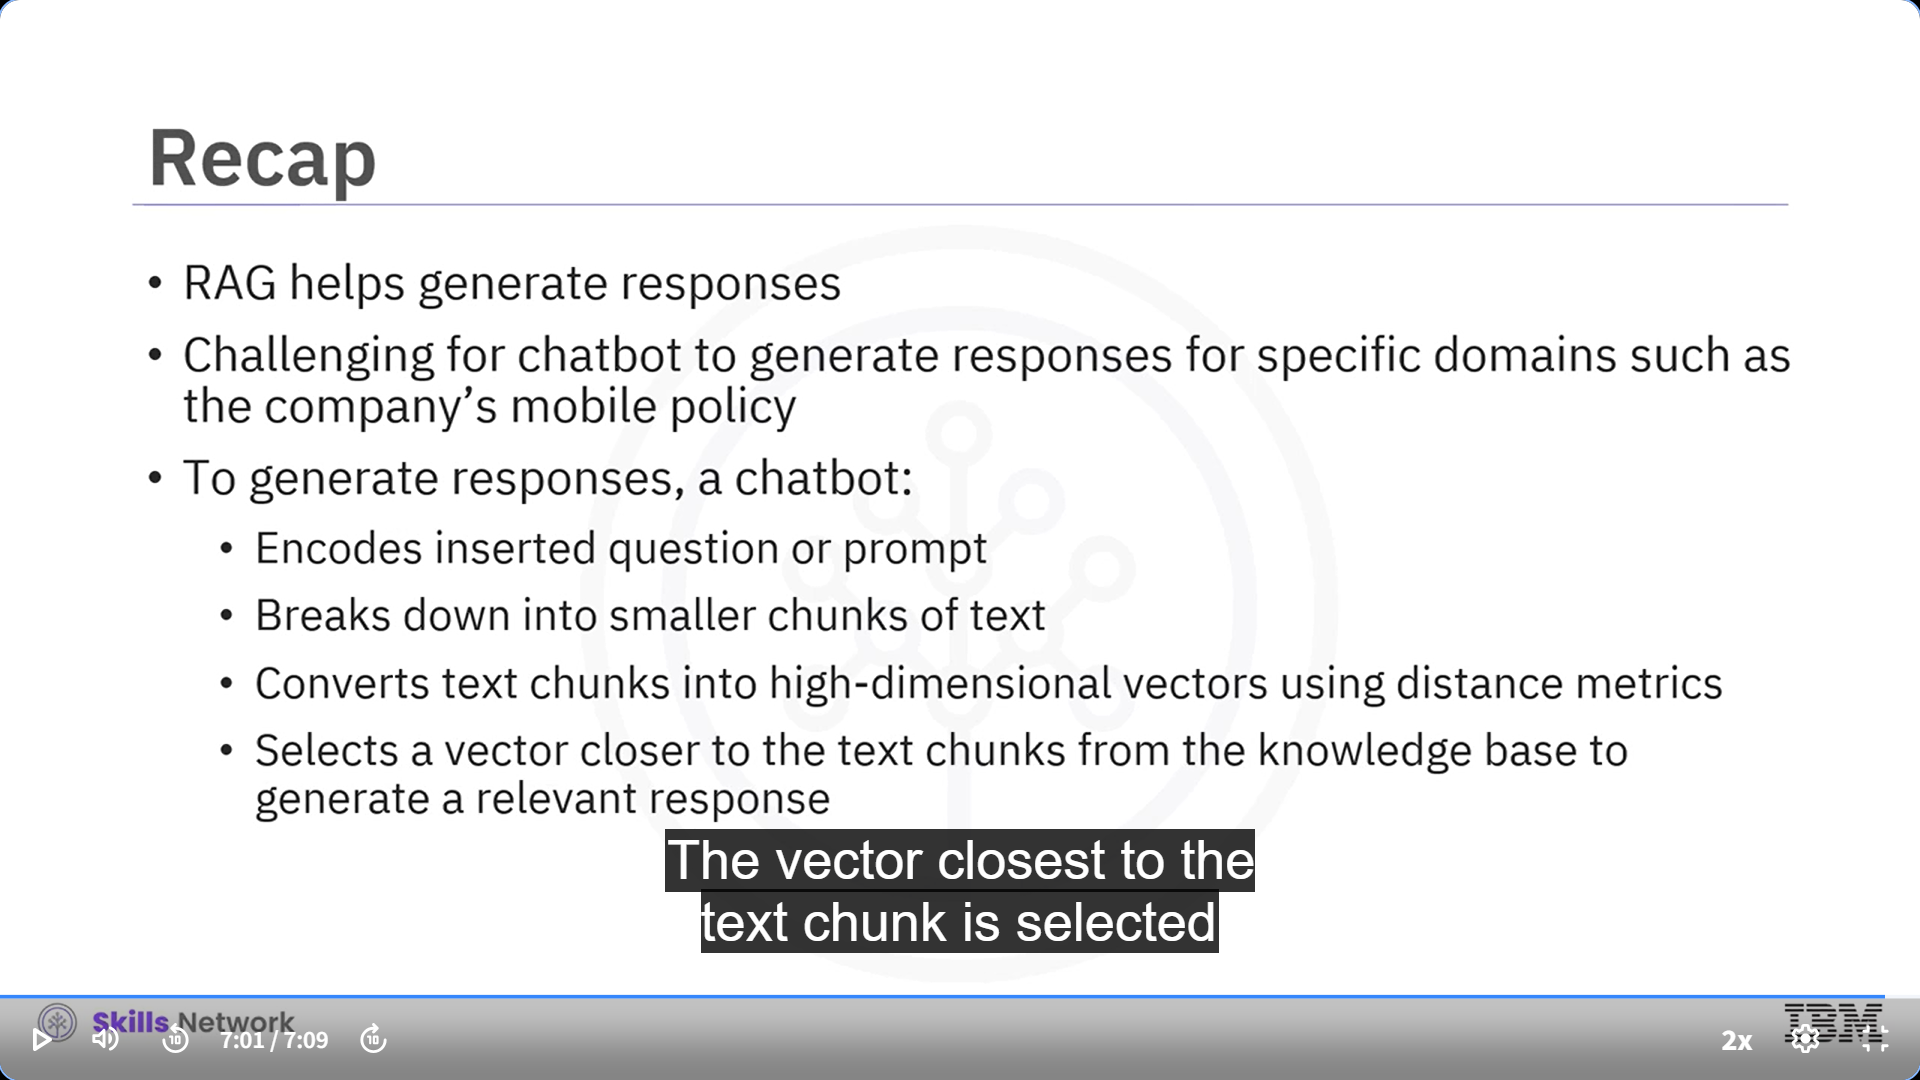 Recap
• RAG helps generate responses
• Challenging for chatbot to generate responses for specific domains such as
the company’s mobile policy
• To generate responses, a chatbot:
• Encodes inserted question or prompt
• Breaks down into smaller chunks of text
• Converts text chunks into high-dimensional vectors using distance metrics
• Selects a vector closer to the text chunks from the knowledge base to
generate a relevant response
The vector closest to the
text chunk is selected
Skills Network
IBM
10
7:01 / 7:09
10
2x